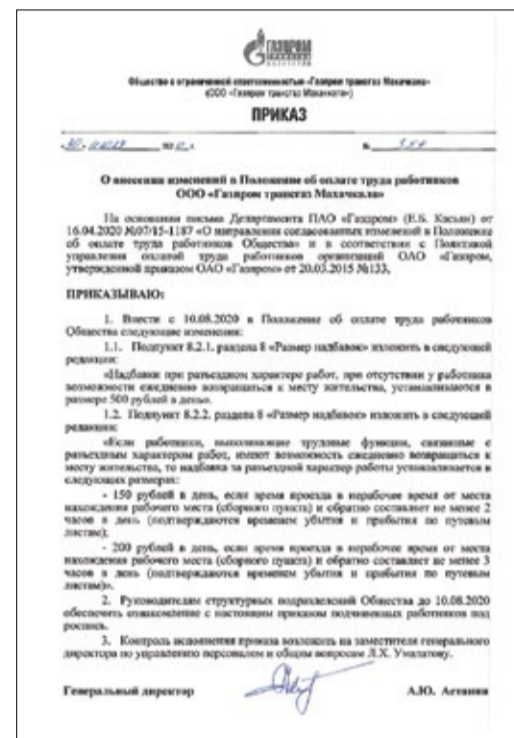 ГАЗПРОМ
Общество с ограниченной ответственностью «Газпром трансгаз Махачкала»
(ООО «Газпром трансгаз Махачкала»)
ПРИКАЗ
20
№
О внесении изменений в Положение об оплате труда работников
ООО «Газпром трансгаз Махачкала»
На основании письма Департамента ПАО «Газпром» (Е.Б. Касьян) от
16.04.2020 №07/15-1187 «О направлении согласованных изменений в Положение
об оплате труда работников Общества» и в соответствии с Политикой
управления оплатой труда работников организаций ОАО «Газпром,
утвержденной приказом ОАО «Газпром» от 20.03.2015 №133,
ПРИКАЗЫВАЮ:
1. Внести с 10.08.2020 в Положение об оплате труда работников
Общества следующие изменения:
1.1. Подпункт 8.2.1. раздела 8 «Размер надбавок» изложить в следующей
редакции:
«Надбавки при разъездном характере работ, при отсутствии у работника
возможности ежедневно возвращаться к месту жительства, устанавливаются в
размере 500 рублей в день».
1.2. Подпункт 8.2.2. раздела 8 «Размер надбавок» изложить в следующей
редакции:
«Если работники, выполняющие трудовые функции, связанные с
разъездным характером работ, имеют возможность ежедневно возвращаться к
месту жительства, то надбавка за разъездной характер работы устанавливается в
следующих размерах:
- 150 рублей в день, если время проезда в нерабочее время от места
нахождения рабочего места (сборного пункта) и обратно составляет не менее 2
часов в день (подтверждаются временем убытия и прибытия по путевым
листам);
- 200 рублей в день, если время проезда в нерабочее время от места
нахождения рабочего места (сборного пункта) и обратно составляет не менее 3
часов в день (подтверждаются временем убытия и прибытия по путевым
листам)».
2. Руководителям структурных подразделений Общества до 10.08.2020
обеспечить ознакомление с настоящим приказом подчиненных работников под
роспись.
3. Контроль исполнения приказа возложить на заместителя генерального
директора по управлению персоналом и общим вопросам Л.Х. Умалатову.
Генеральный директор А.Ю. Астанин